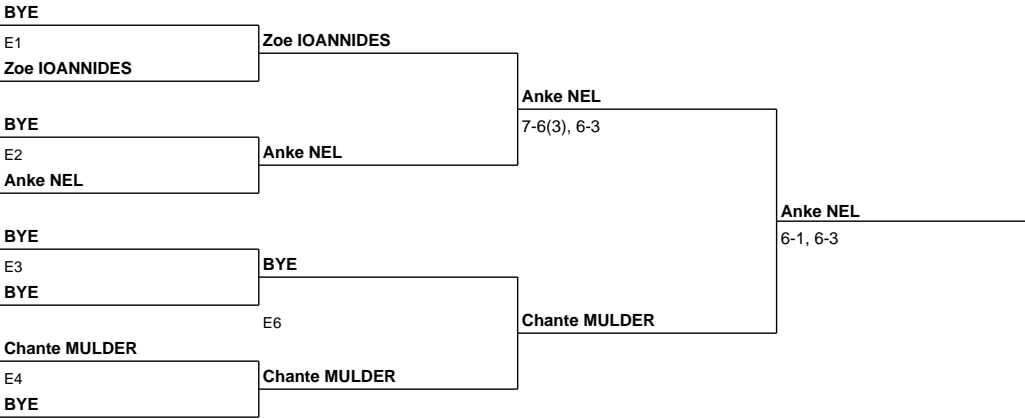 BYE
E1
Zoe IOANNIDES
Zoe IOANNIDES
BYE
E2
Anke NEL
Anke NEL
Anke NEL
7-6(3), 6-3
BYE
E3
BYE
BYE
E6
Chante MULDER
E4
BYE
Chante MULDER
Chante MULDER
Anke NEL
6-1, 6-3